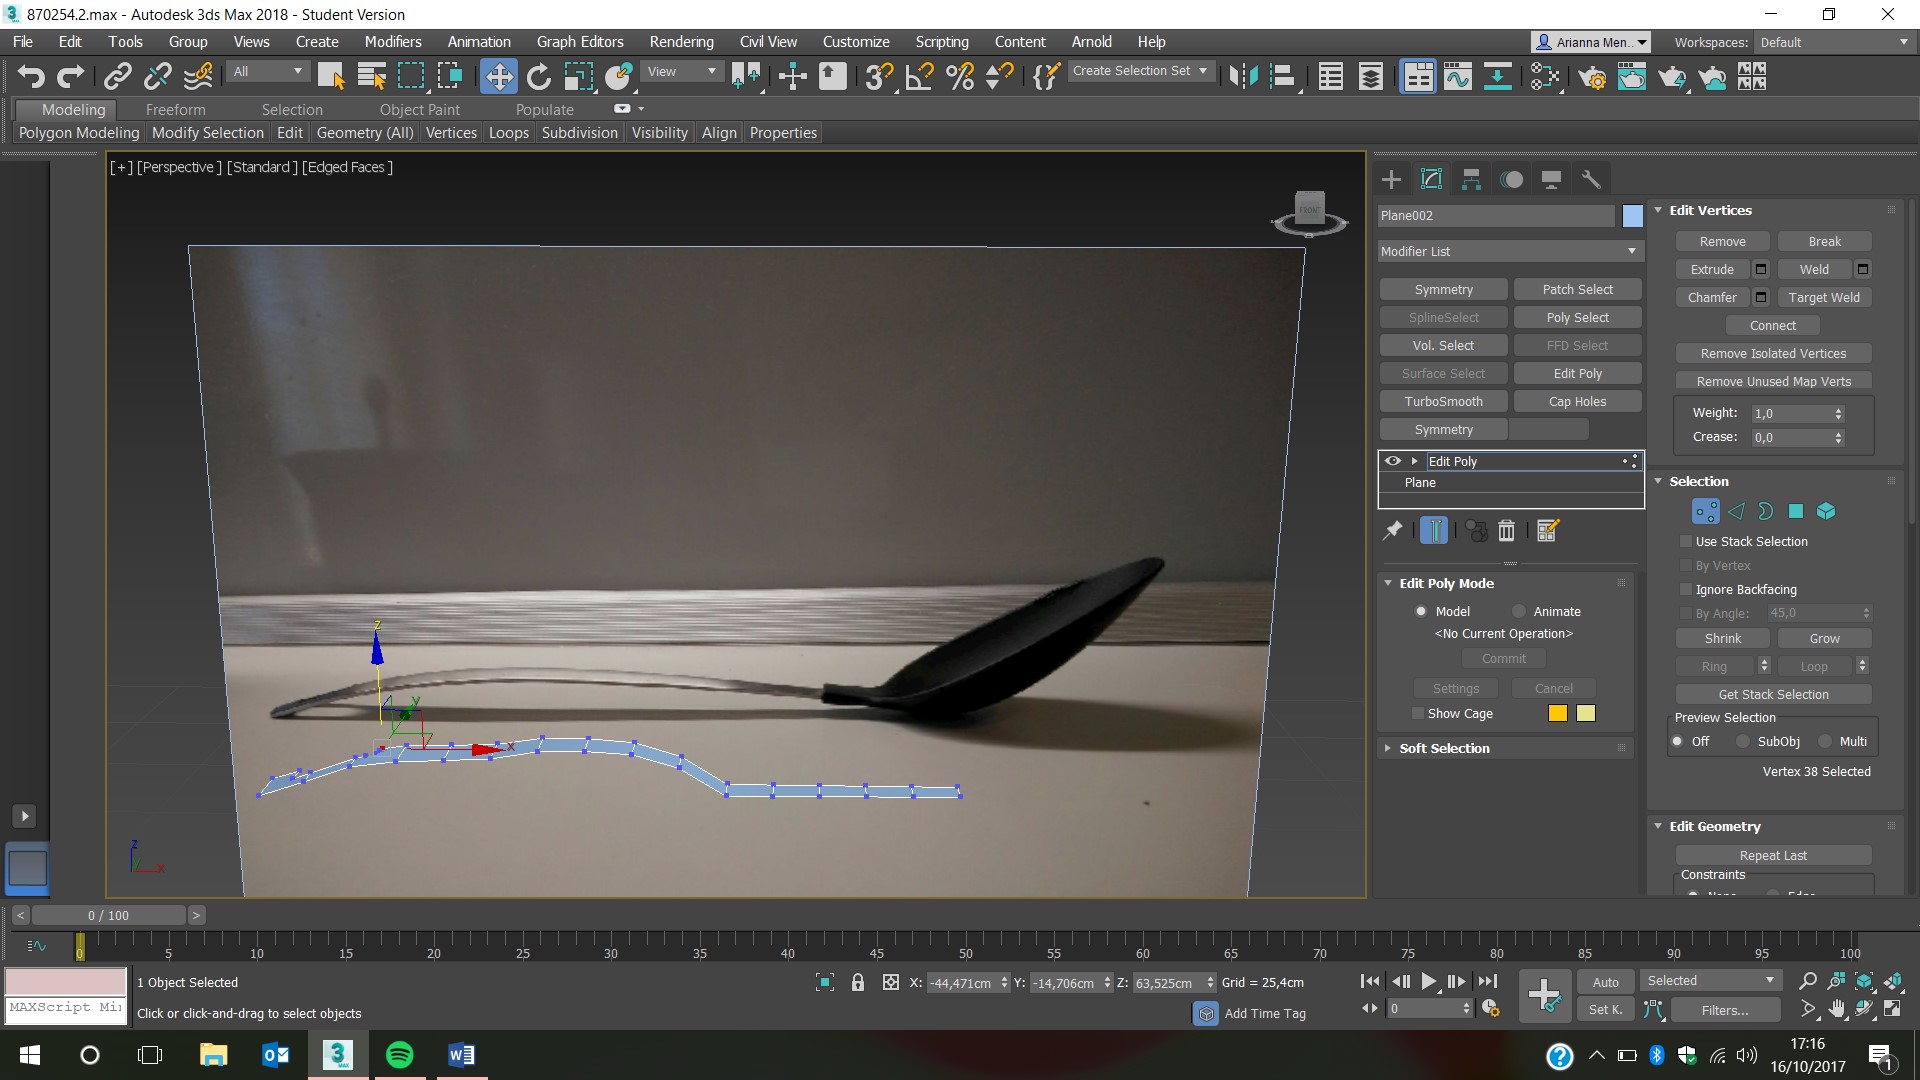 870254.2.max - Autodesk 3ds Max 2018 - Student Version
File Edit Tools Group Views Create Modifiers Animation Graph Editors Rendering Civil View Customize Scripting Content Arnold Help
Arianna Men.. Workspaces: Default
All View Create Selection Set
Modeling Freeform Selection Object Paint Populate
Polygon Modeling Modify Selection Edit Geometry (All) Vertices Loops Subdivision Visibility Align Properties
[+] [Perspective ] [Standard ] [Edged Faces ]
FRONT
z
y
x
z
x
Plane002
Modifier List
Symmetry Patch Select
SplineSelect Poly Select
Vol. Select FFD Select
Surface Select Edit Poly
TurboSmooth Cap Holes
Symmetry
Edit Poly
Plane
Edit Poly Mode
Model Animate
<No Current Operation>
Commit
Settings Cancel
Show Cage
Soft Selection
Edit Vertices
Remove Break
Extrude Weld
Chamfer Target Weld
Connect
Remove Isolated Vertices
Remove Unused Map Verts
Weight: 1,0
Crease: 0,0
Selection
Use Stack Selection
By Vertex
Ignore Backfacing
By Angle: 45,0
Shrink Grow
Ring Loop
Get Stack Selection
Preview Selection
Off SubObj Multi
Vertex 38 Selected
Edit Geometry
Repeat Last
Constraints
None Edge
< 0 / 100 >
0 5 10 15 20 25 30 35 40 45 50 55 60 65 70 75 80 85 90 95 100
1 Object Selected X: -44,471cm Y: -14,706cm Z: 63,525cm Grid = 25,4cm Auto Selected
MAXScript Mi
Click or click-and-drag to select objects Add Time Tag 0 Set K. Filters...
17:16
16/10/2017
1